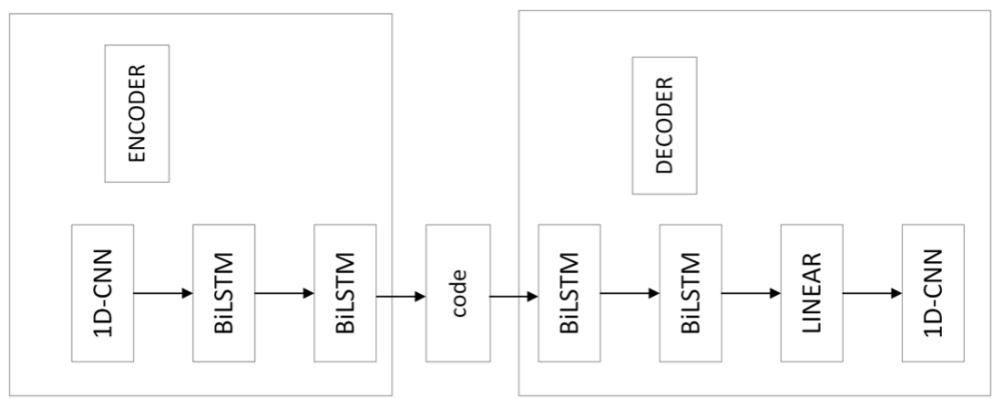 ENCODER
DECODER
1D-CNN
BiLSTM
BiLSTM
code
BiLSTM
BiLSTM
LINEAR
1D-CNN